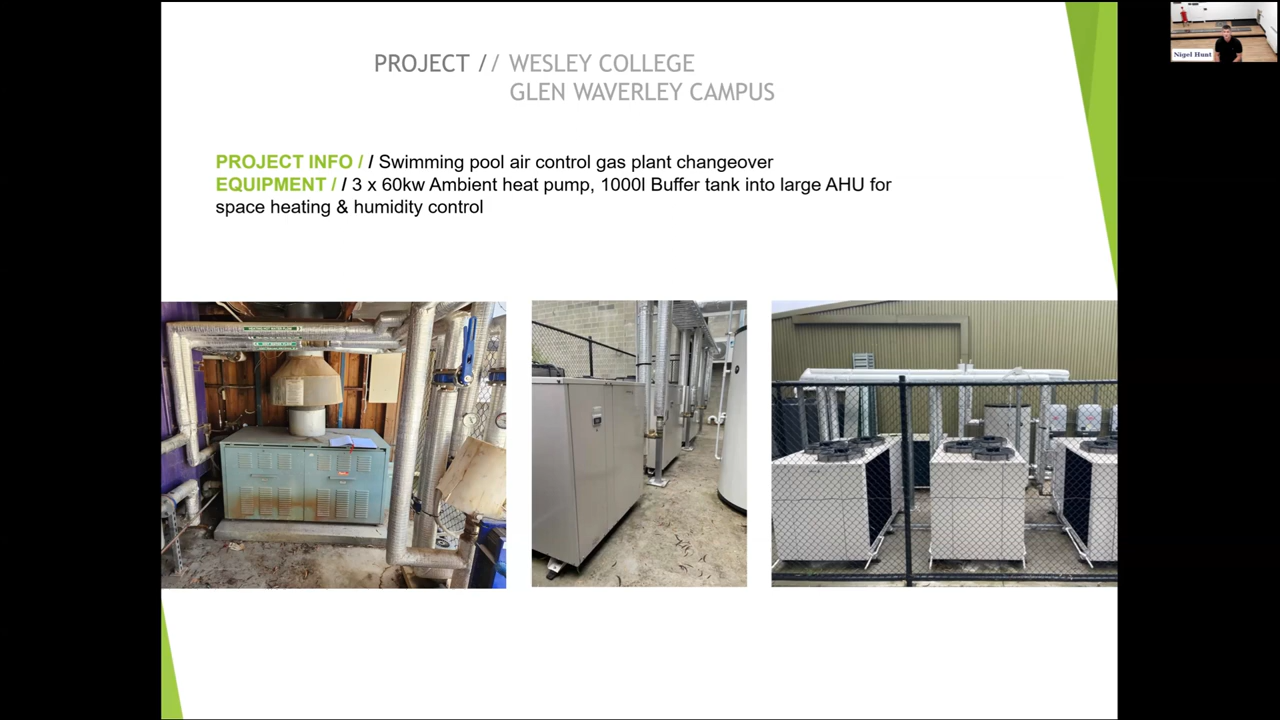 PROJECT // WESLEY COLLEGE
GLEN WAVERLEY CAMPUS
PROJECT INFO // Swimming pool air control gas plant changeover
EQUIPMENT // 3 x 60kw Ambient heat pump, 1000l Buffer tank into large AHU for
space heating & humidity control
Nigel Hunt